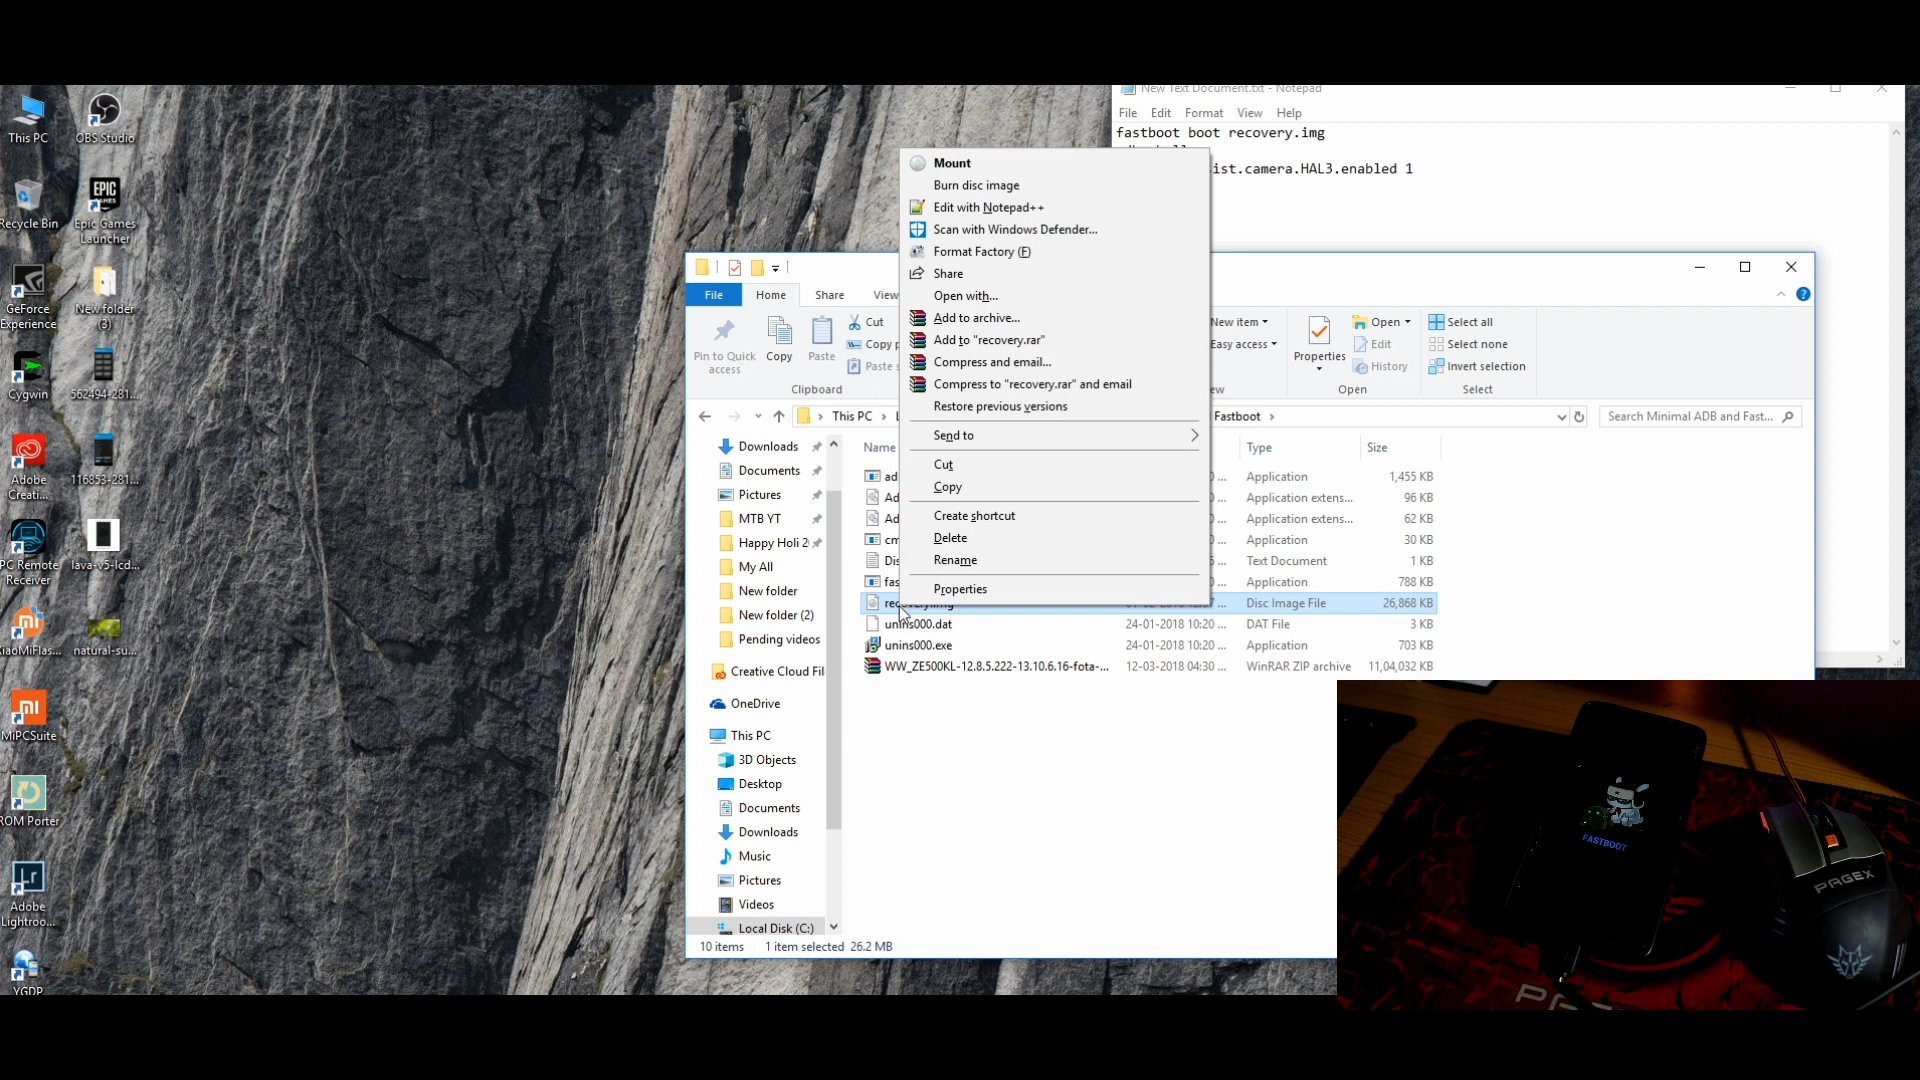 This PC
OBS Studio
Recycle Bin
Epic Games
Launcher
GeForce
Experience
New folder
(3)
Cygwin
562494-281...
Adobe
Creati...
116853-281...
PC Remote
Receiver
lava-v5-lcd...
XiaoMiFlas...
natural-su...
MiPCSuite
ROM Porter
Adobe
Lightroo...
YGDP
New Text Document.txt - Notepad
File Edit Format View Help
fastboot boot recovery.img
ist.camera.HAL3.enabled 1
Mount
Burn disc image
Edit with Notepad++
Scan with Windows Defender...
Format Factory (F)
Share
Open with...
Add to archive...
Add to "recovery.rar"
Compress and email...
Compress to "recovery.rar" and email
Restore previous versions
Send to
Cut
Copy
Create shortcut
Delete
Rename
Properties
File Home Share View
Pin to Quick
access
Copy
Paste
Cut
Copy p
Paste s
Clipboard
New item
Easy access
Properties
Open
Edit
History
Open
Select all
Select none
Invert selection
Select
This PC Fastboot
Search Minimal ADB and Fast...
Downloads
Documents
Pictures
MTB YT
Happy Holi 2
My All
New folder
New folder (2)
Pending videos
Creative Cloud Fil
OneDrive
This PC
3D Objects
Desktop
Documents
Downloads
Music
Pictures
Videos
Local Disk (C:)
Name Type Size
ad Application 1,455 KB
Ad Application extens... 96 KB
Ad Application extens... 62 KB
cm Application 30 KB
Dis Text Document 1 KB
fas Application 788 KB
Disc Image File 26,868 KB
unins000.dat 24-01-2018 10:20 ... DAT File 3 KB
unins000.exe 24-01-2018 10:20 ... Application 703 KB
WW_ZE500KL-12.8.5.222-13.10.6.16-fota-... 12-03-2018 04:30 ... WinRAR ZIP archive 11,04,032 KB
10 items 1 item selected 26.2 MB
FASTBOOT
PAGEX